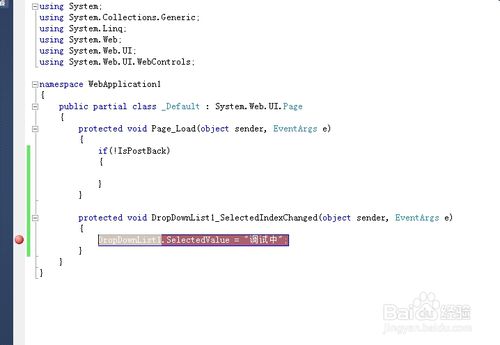 using System;
using System.Collections.Generic;
using System.Linq;
using System.Web;
using System.Web.UI;
using System.Web.UI.WebControls;
namespace WebApplication1
{
public partial class _Default : System.Web.UI.Page
{
protected void Page_Load(object sender, EventArgs e)
{
if(!IsPostBack)
{
}
}
protected void DropDownList1_SelectedIndexChanged(object sender, EventArgs e)
{
DropDownList1.SelectedValue = "调试中";
}
}
}
Baidu经验
jingyan.baidu.com